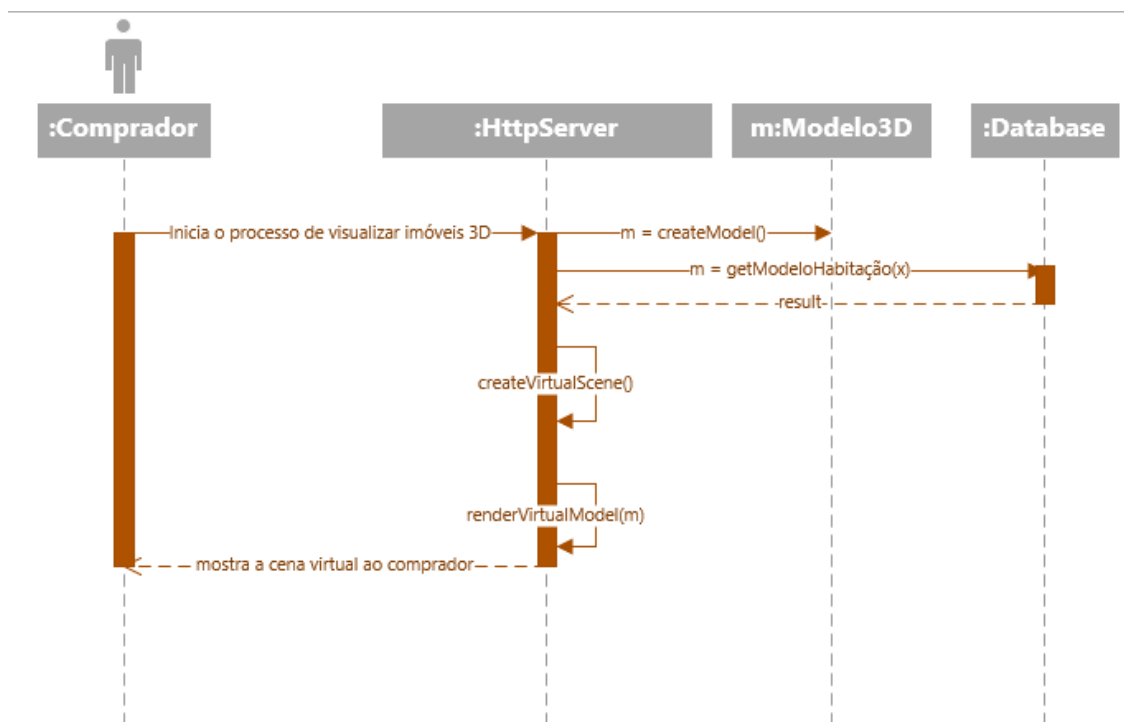 :Comprador
:HttpServer
m:Modelo3D
:Database
Inicia o processo de visualizar imóveis 3D
m = createModel()
m = getModeloHabitação(x)
result
createVirtualScene()
renderVirtualModel(m)
mostra a cena virtual ao comprador